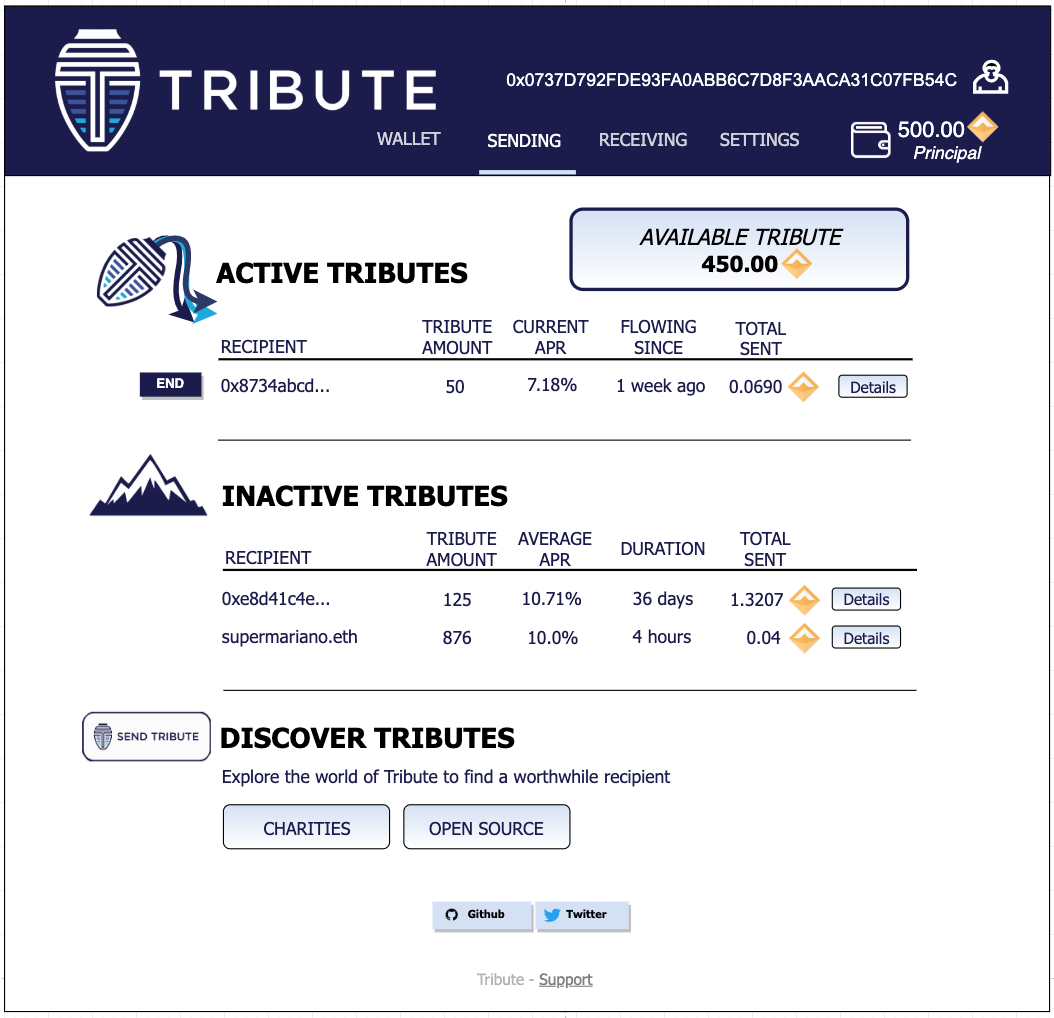 TRIBUTE
0x0737D792FDE93FA0ABB6C7D8F3AACA31C07FB54C
WALLET SENDING RECEIVING SETTINGS
500.00
Principal
AVAILABLE TRIBUTE
450.00
ACTIVE TRIBUTES
RECIPIENT TRIBUTE AMOUNT CURRENT APR FLOWING SINCE TOTAL SENT
END 0x8734abcd... 50 7.18% 1 week ago 0.0690 Details
INACTIVE TRIBUTES
RECIPIENT TRIBUTE AMOUNT AVERAGE APR DURATION TOTAL SENT
0xe8d41c4e... 125 10.71% 36 days 1.3207 Details
supermariano.eth 876 10.0% 4 hours 0.04 Details
SEND TRIBUTE
DISCOVER TRIBUTES
Explore the world of Tribute to find a worthwhile recipient
CHARITIES OPEN SOURCE
Github Twitter
Tribute - Support